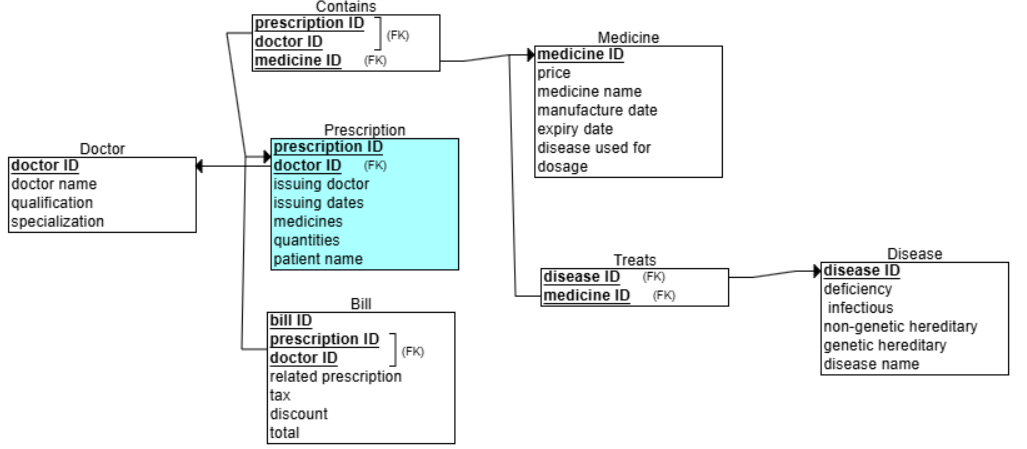 Contains
prescription ID
doctor ID
(FK)
medicine ID (FK)
Medicine
medicine ID
price
medicine name
manufacture date
expiry date
disease used for
dosage
Prescription
prescription ID
doctor ID (FK)
issuing doctor
issuing dates
medicines
quantities
patient name
Doctor
doctor ID
doctor name
qualification
specialization
Treats
disease ID (FK)
medicine ID (FK)
Disease
disease ID
deficiency
infectious
non-genetic hereditary
genetic hereditary
disease name
Bill
bill ID
prescription ID
doctor ID
(FK)
related prescription
tax
discount
total